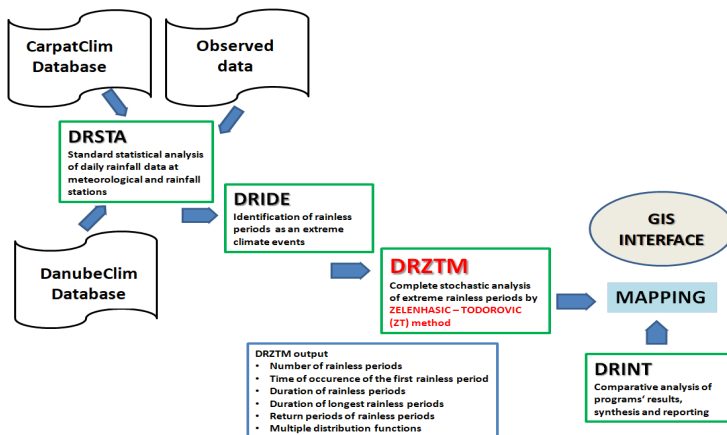 CarpatClim
Database
Observed
data
DRSTA
Standard statistical analysis
of daily rainfall data at
meteorological and rainfall
stations
DRIDE
Identification of rainless
periods as an extreme
climate events
DanubeClim
Database
DRZTM
Complete stochastic analysis
of extreme rainless periods by
ZELENHASIC – TODOROVIC
(ZT) method
GIS
INTERFACE
MAPPING
DRZTM output
• Number of rainless periods
• Time of occurence of the first rainless period
• Duration of rainless periods
• Duration of longest rainless periods
• Return periods of rainless periods
• Multiple distribution functions
DRINT
Comparative analysis of
programs' results,
synthesis and reporting